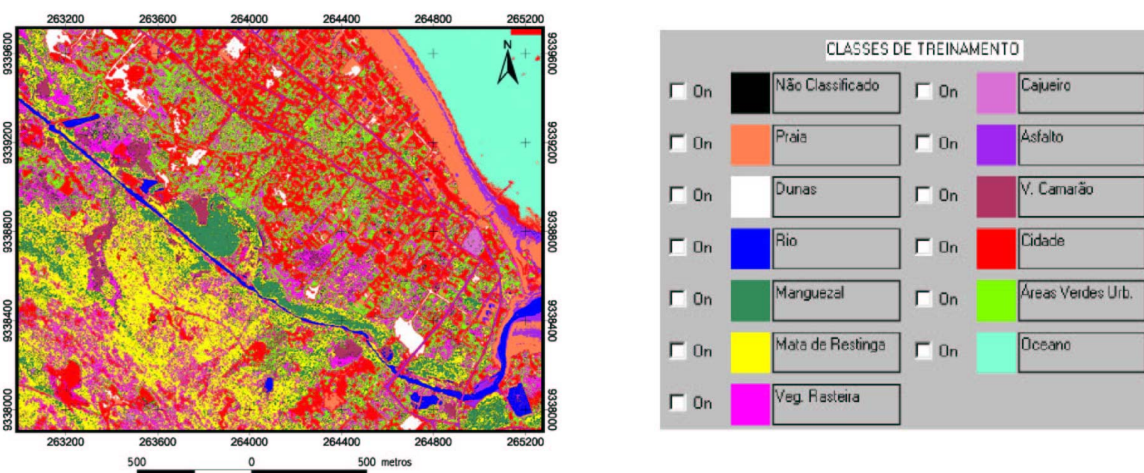 263200 263600 264000 264400 264800 265200
9339600 9339200 9338800 9338400 9338000
N
9339600 9339200 9338800 9338400 9338000
263200 263600 264000 264400 264800 265200
500 0 500 metros
CLASSES DE TREINAMENTO
On Não Classificado On Cajueiro
On Praia On Asfalto
On Dunas On V. Camarão
On Rio On Cidade
On Manguezal On Áreas Verdes Urb.
On Mata de Restinga On Oceano
On Veg. Rasteira